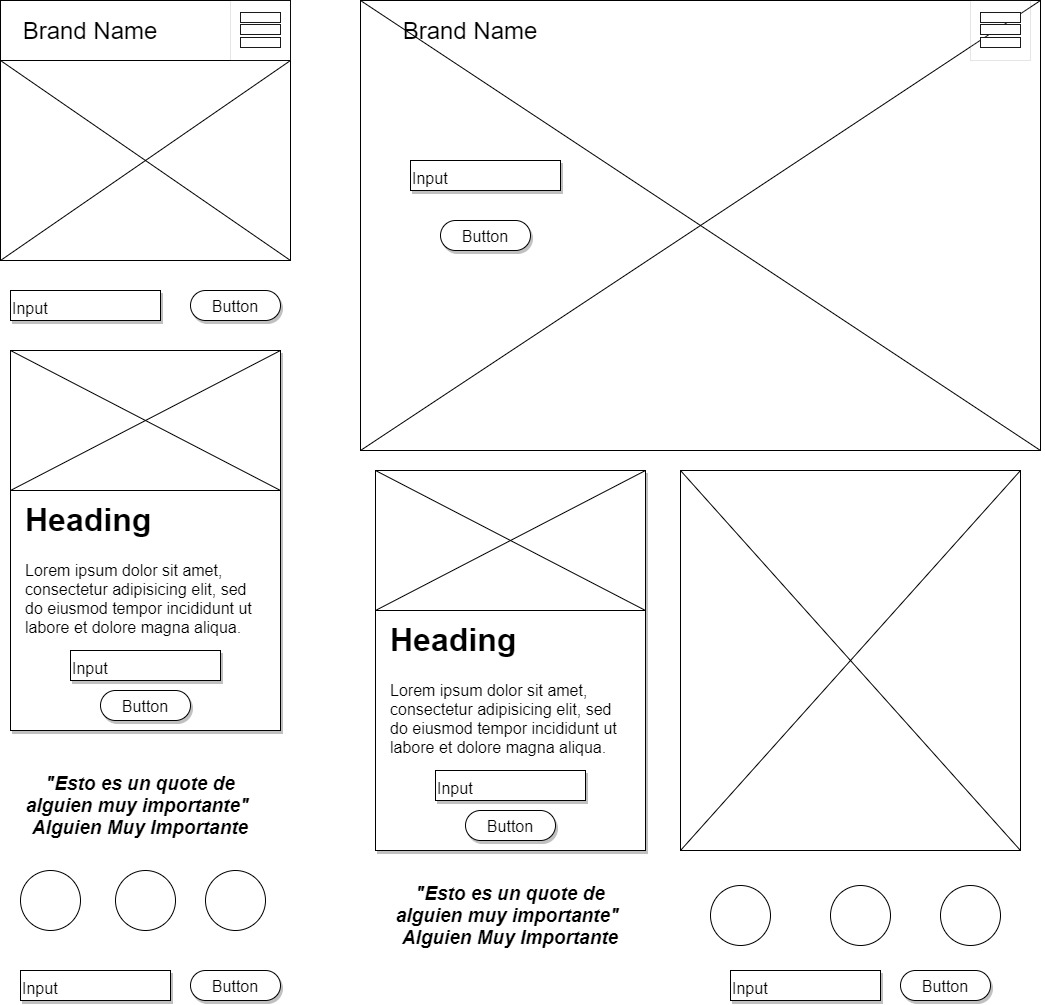 Brand Name
Input
Button
Heading
Lorem ipsum dolor sit amet,
consectetur adipisicing elit, sed
do eiusmod tempor incididunt ut
labore et dolore magna aliqua.
Input
Button
"Esto es un quote de
alguien muy importante"
Alguien Muy Importante
Input
Button
Brand Name
Input
Button
Heading
Lorem ipsum dolor sit amet,
consectetur adipisicing elit, sed
do eiusmod tempor incididunt ut
labore et dolore magna aliqua.
Input
Button
"Esto es un quote de
alguien muy importante"
Alguien Muy Importante
Input
Button